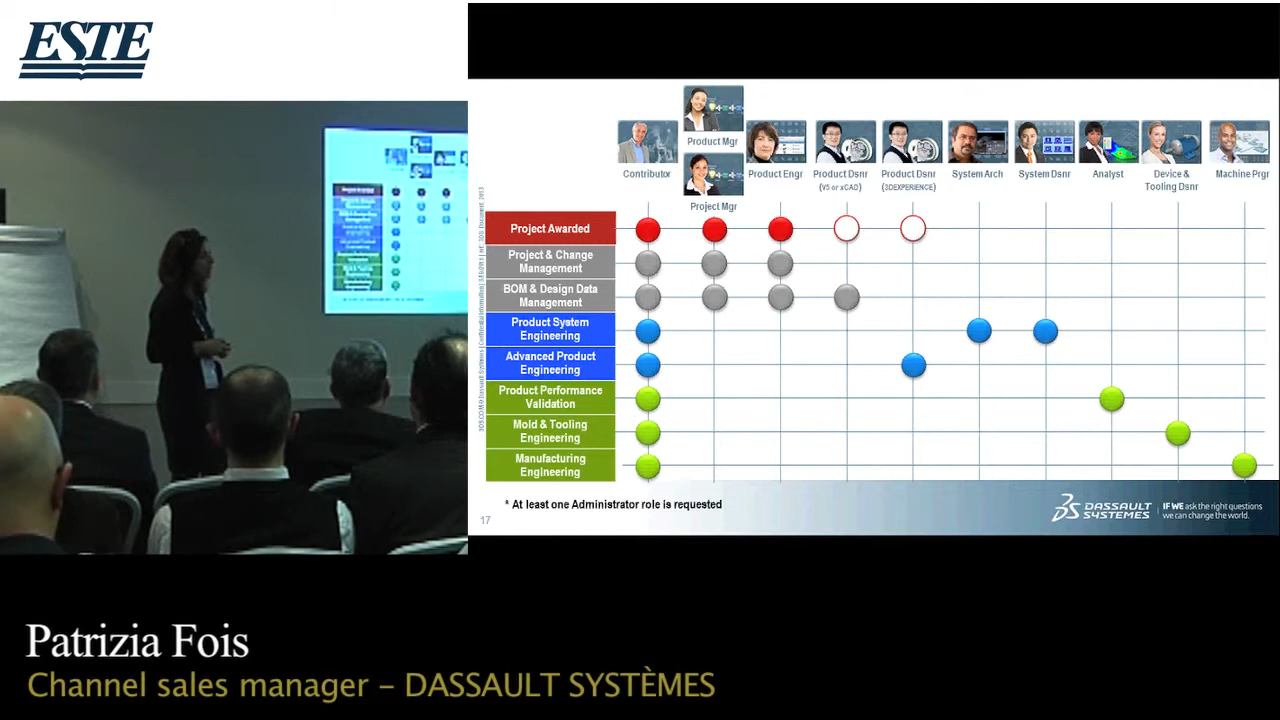 ESTE
Product Mgr
Contributor
Project Mgr
Product Engr
Product Dsnr
(V5 or xCAD)
Product Dsnr
(3DEXPERIENCE)
System Arch
System Dsnr
Analyst
Device &
Tooling Dsnr
Machine Prgr
Project Awarded
Project & Change
Management
BOM & Design Data
Management
Product System
Engineering
Advanced Product
Engineering
Product Performance
Validation
Mold & Tooling
Engineering
Manufacturing
Engineering
* At least one Administrator role is requested
17
DASSAULT
SYSTEMES
IF WE ask the right questions
we can change the world.
Patrizia Fois
Channel sales manager – DASSAULT SYSTÈMES